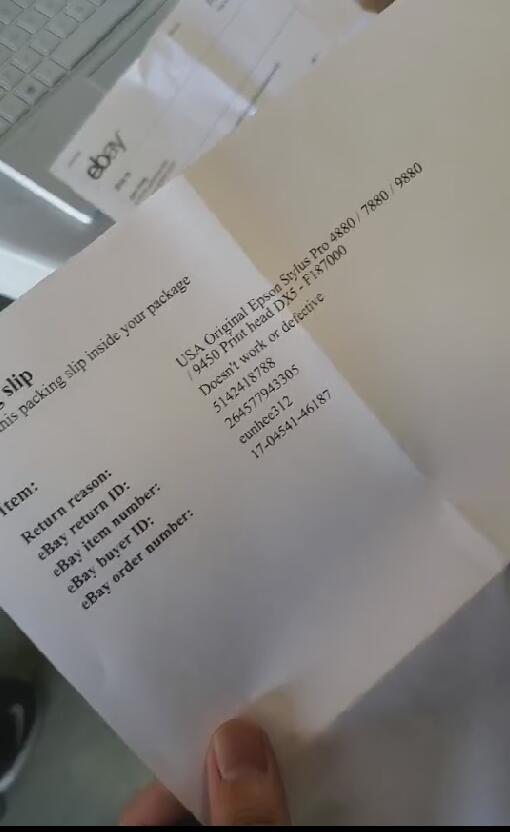 ebay
slip
his packing slip inside your package
Item:
USA Original Epson Stylus Pro 4880 / 7880 / 9880
/ 9450 Print head DX5 - F187000
Return reason:
Doesn't work or defective
eBay return ID:
5142418788
eBay item number:
264577943305
eBay buyer ID:
eunhee312
eBay order number:
17-04541-46187